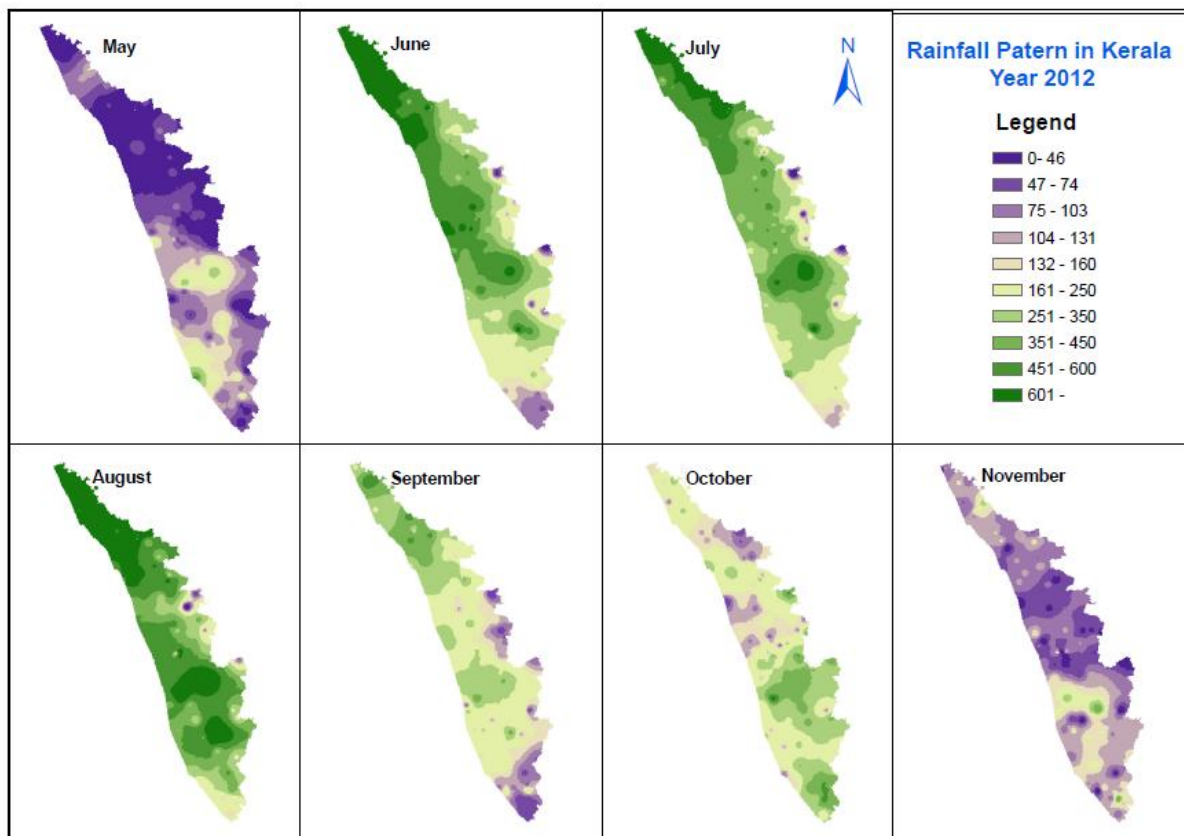 May
June
July
N
Rainfall Patern in Kerala
Year 2012
Legend
0- 46
47 - 74
75 - 103
104 - 131
132 - 160
161 - 250
251 - 350
351 - 450
451 - 600
601 -
August
September
October
November